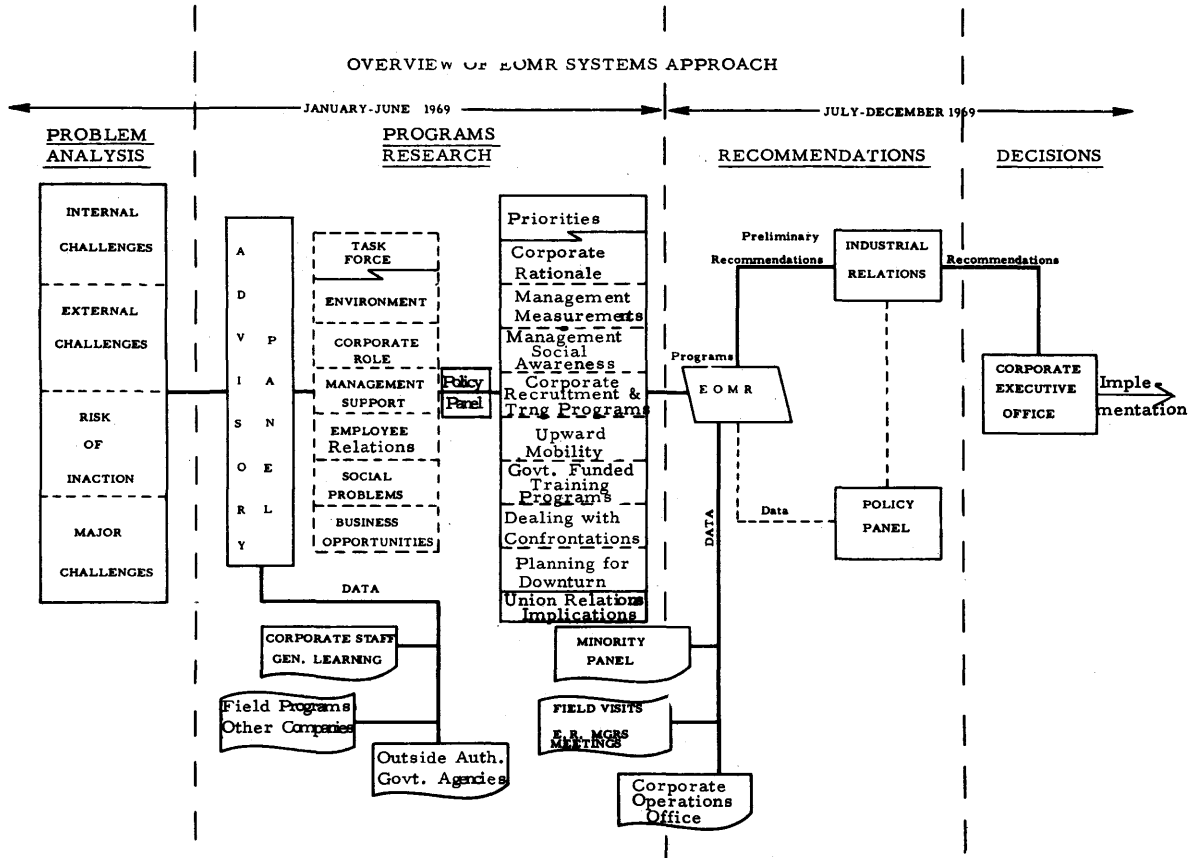 OVERVIEW OF EOMR SYSTEMS APPROACH
JANUARY-JUNE 1969
JULY-DECEMBER 1969
PROBLEM
ANALYSIS
PROGRAMS
RESEARCH
RECOMMENDATIONS
DECISIONS
INTERNAL
CHALLENGES
EXTERNAL
CHALLENGES
RISK
OF
INACTION
MAJOR
CHALLENGES
ADVISORY
PANEL
TASK
FORCE
ENVIRONMENT
CORPORATE
ROLE
MANAGEMENT
SUPPORT
EMPLOYEE
Relations
SOCIAL
PROBLEMS
BUSINESS
OPPORTUNITIES
Policy
Panel
Priorities
Corporate
Rationale
Management
Measurements
Management
Social
Awareness
Corporate
Recruitment &
Trng Programs
Upward
Mobility
Govt. Funded
Training
Programs
Dealing with
Confrontations
Planning for
Downturn
Union Relations
Implications
Programs
EOMR
Preliminary
Recommendations
INDUSTRIAL
RELATIONS
Recommendations
CORPORATE
EXECUTIVE
OFFICE
Imple
mentation
Data
POLICY
PANEL
DATA
DATA
CORPORATE STAFF
GEN. LEARNING
Field Programs
Other Companies
Outside Auth.
Govt. Agencies
MINORITY
PANEL
FIELD VISITS
E.R. MGRS
MEETINGS
Corporate
Operations
Office